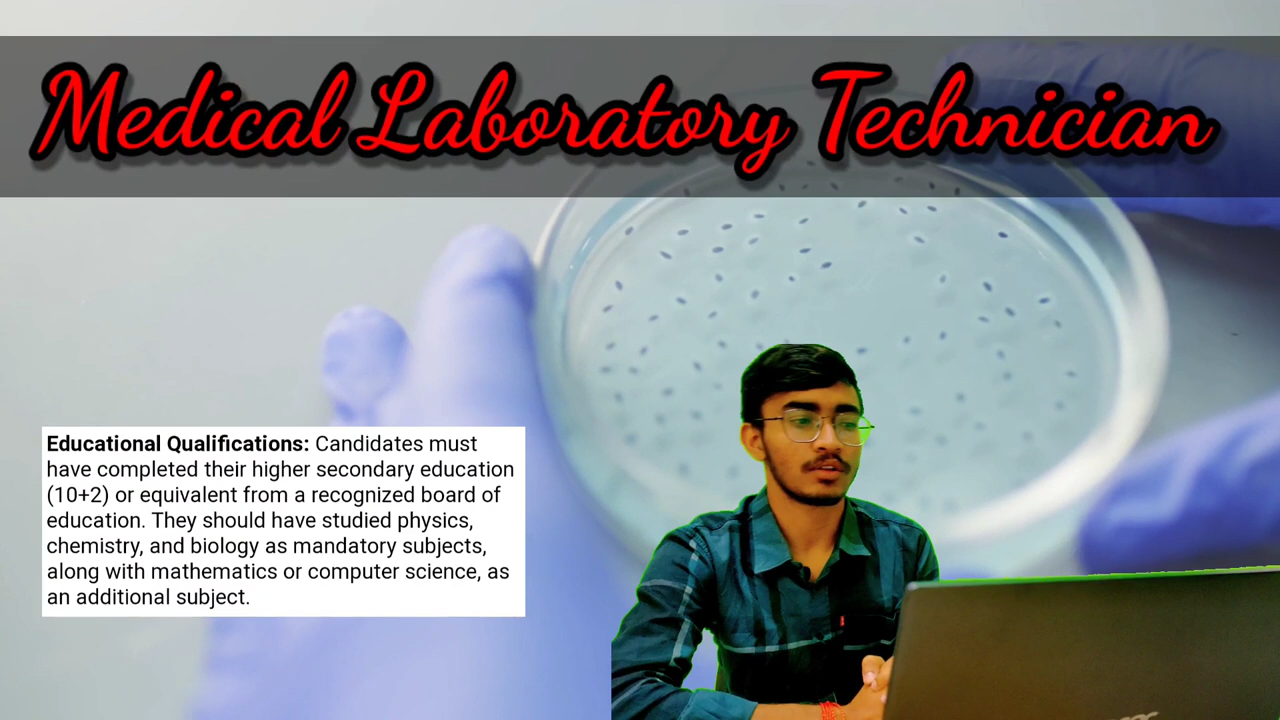 Medical Laboratory Technician
Educational Qualifications: Candidates must
have completed their higher secondary education
(10+2) or equivalent from a recognized board of
education. They should have studied physics,
chemistry, and biology as mandatory subjects,
along with mathematics or computer science, as
an additional subject.